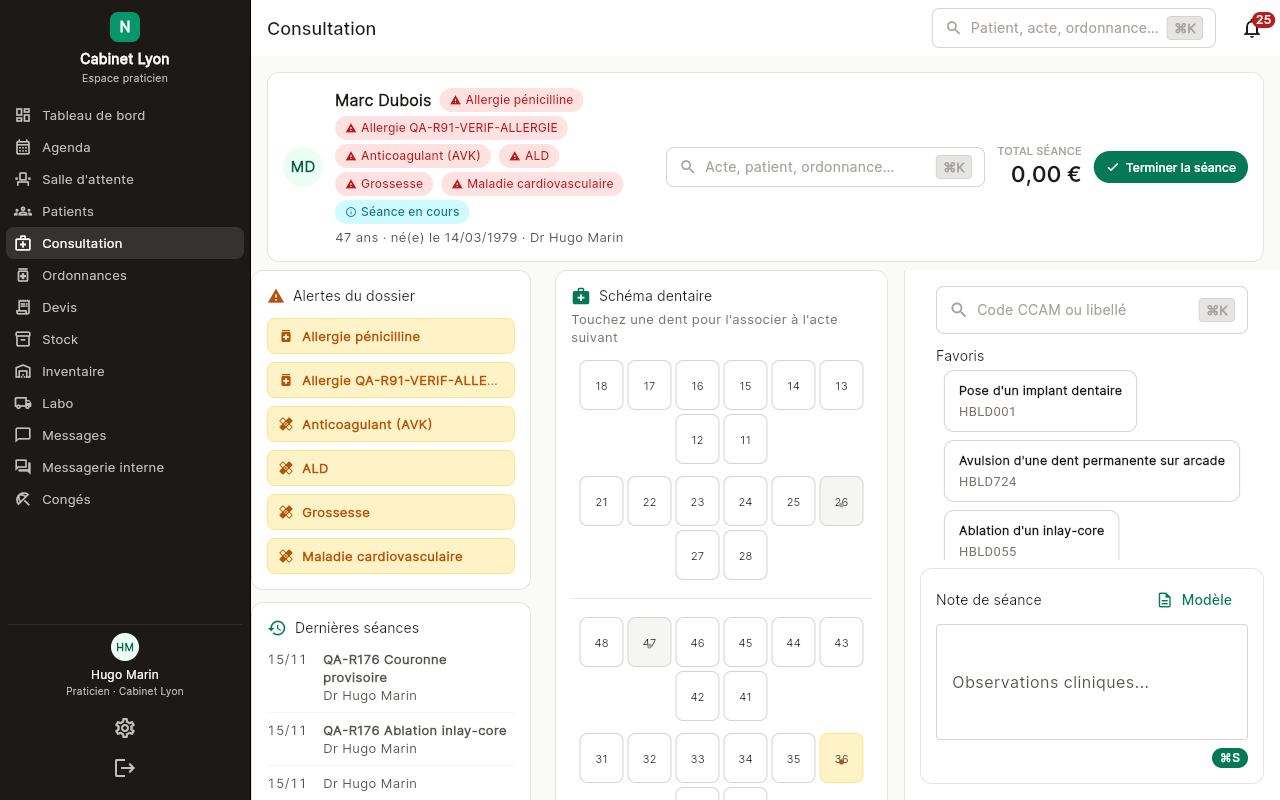 N
Cabinet Lyon
Espace praticien
Tableau de bord
Agenda
Salle d'attente
Patients
Consultation
Ordonnances
Devis
Stock
Inventaire
Labo
Messages
Messagerie interne
Congés
HM
Hugo Marin
Praticien · Cabinet Lyon
Consultation
Patient, acte, ordonnance... ⌘K
25
MD
Marc Dubois
Allergie pénicilline
Allergie QA-R91-VERIF-ALLERGIE
Anticoagulant (AVK)
ALD
Grossesse
Maladie cardiovasculaire
Séance en cours
47 ans · né(e) le 14/03/1979 · Dr Hugo Marin
Acte, patient, ordonnance... ⌘K
TOTAL SÉANCE
0,00 €
Terminer la séance
Alertes du dossier
Allergie pénicilline
Allergie QA-R91-VERIF-ALLE...
Anticoagulant (AVK)
ALD
Grossesse
Maladie cardiovasculaire
Dernières séances
15/11 QA-R176 Couronne
provisoire
Dr Hugo Marin
15/11 QA-R176 Ablation inlay-core
Dr Hugo Marin
15/11 Dr Hugo Marin
Schéma dentaire
Touchez une dent pour l'associer à l'acte
suivant
18 17 16 15 14 13
12 11
21 22 23 24 25 26
27 28
48 47 46 45 44 43
42 41
31 32 33 34 35 36
Code CCAM ou libellé ⌘K
Favoris
Pose d'un implant dentaire
HBLD001
Avulsion d'une dent permanente sur arcade
HBLD724
Ablation d'un inlay-core
HBLD055
Note de séance
Modèle
Observations cliniques...
⌘S